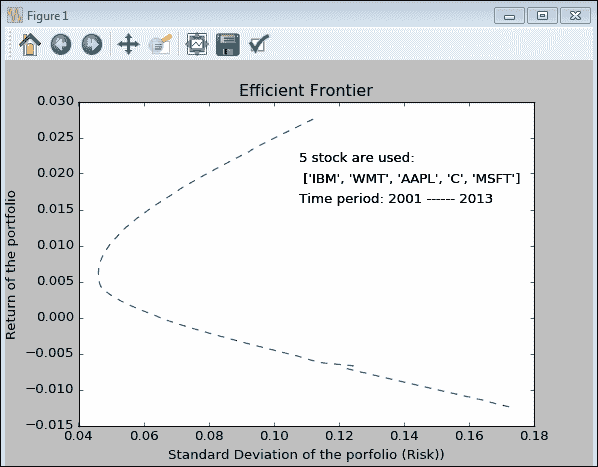 Figure 1
Efficient Frontier
0.030
0.025
0.020
0.015
0.010
0.005
0.000
−0.005
−0.010
−0.015
Return of the portfolio
5 stock are used:
['IBM', 'WMT', 'AAPL', 'C', 'MSFT']
Time period: 2001 ------ 2013
0.04 0.06 0.08 0.10 0.12 0.14 0.16 0.18
Standard Deviation of the porfolio (Risk))